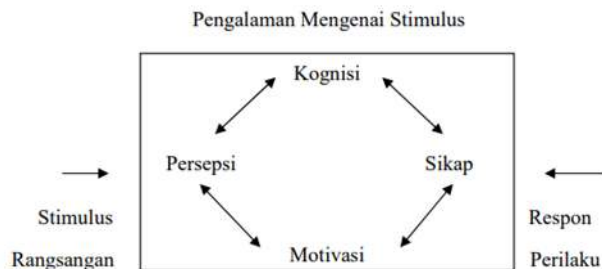 Pengalaman Mengenai Stimulus
Kognisi
Persepsi
Sikap
Stimulus
Respon
Rangsangan
Motivasi
Perilaku